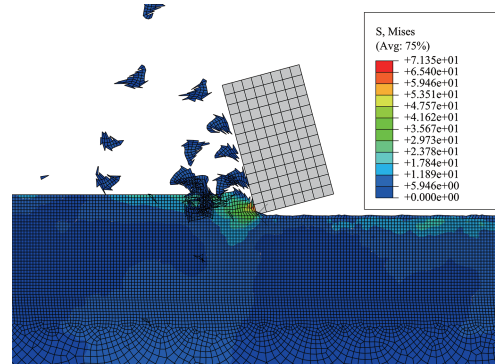 S, Mises
(Avg: 75%)
+7.135e+01
+6.540e+01
+5.946e+01
+5.351e+01
+4.757e+01
+4.162e+01
+3.567e+01
+2.973e+01
+2.378e+01
+1.784e+01
+1.189e+01
+5.946e+00
+0.000e+00